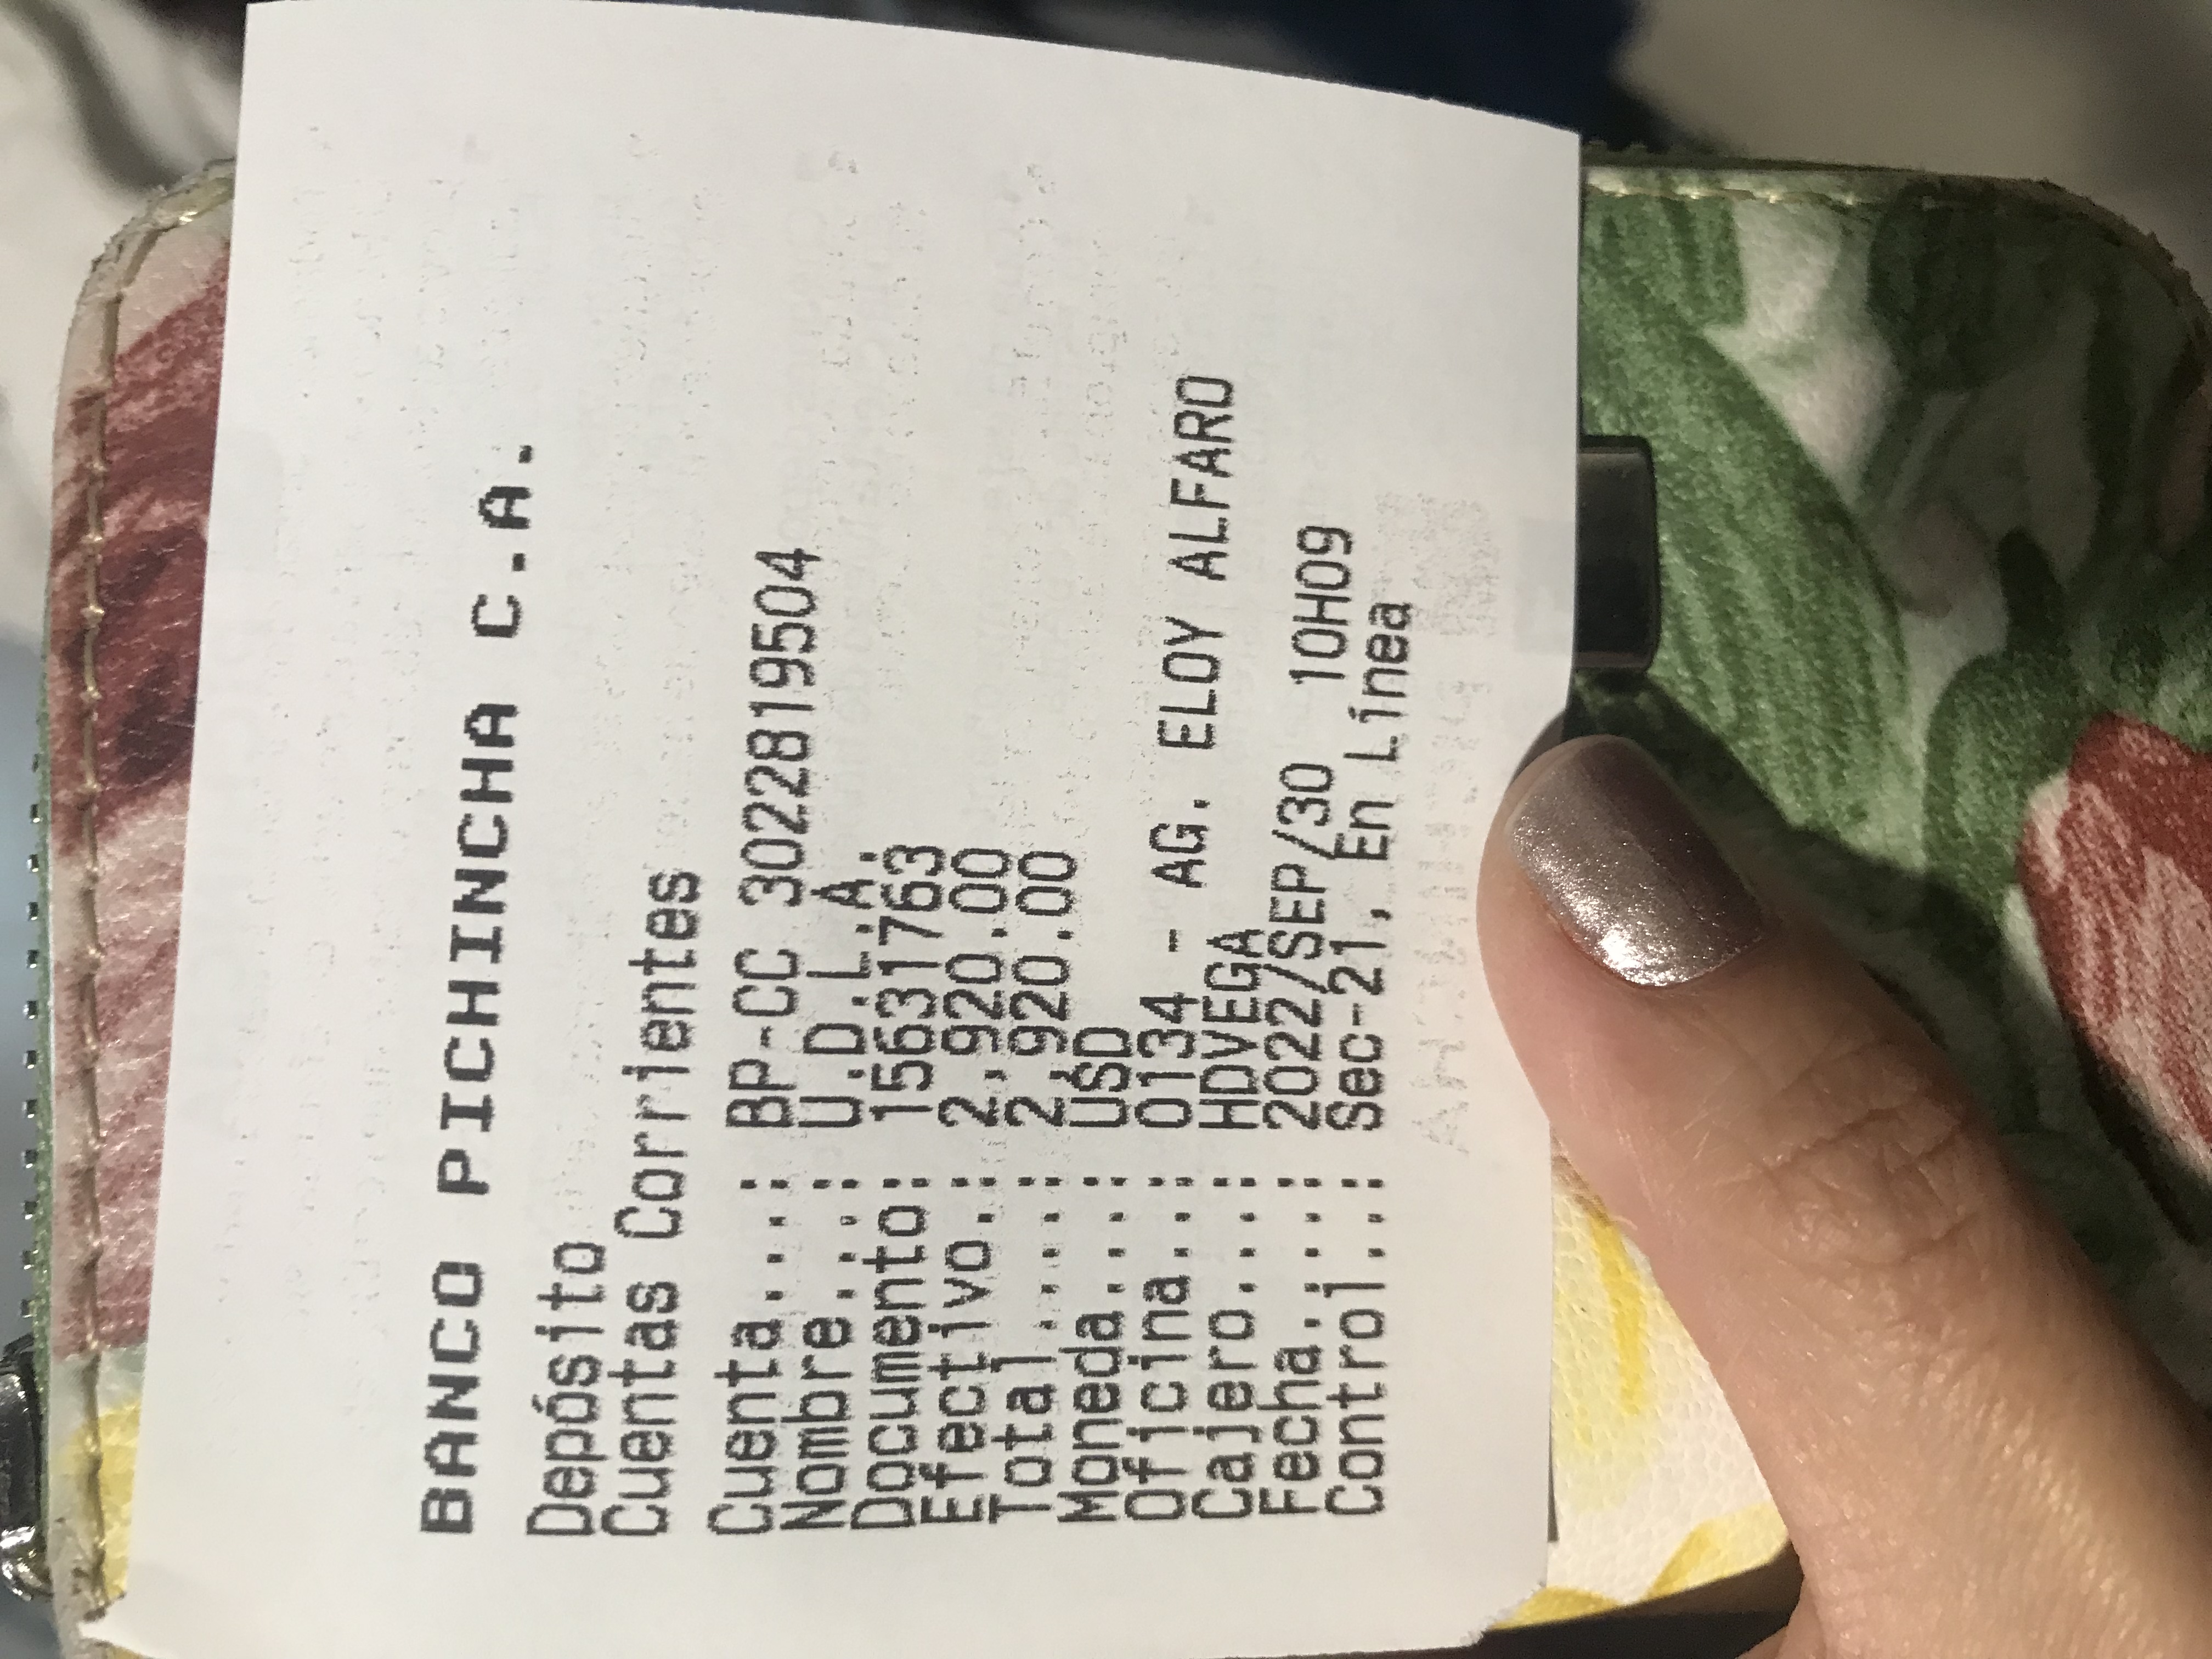 BANCO PICHINCHA C.A.
Depósito
Cuentas Corrientes
Cuenta....: BP-CC 3022819504
Nombre....: U.D.L.A.
Documento: 15631763
Efectivo.: 2,920.00
Total.....: 2,920.00
Moneda....: USD
Oficina...: 0134 - AG. ELOY ALFARO
Cajero....: HDVEGA
Fecha.....: 2022/SEP/30 10H09
Control...: Sec-21, En Línea